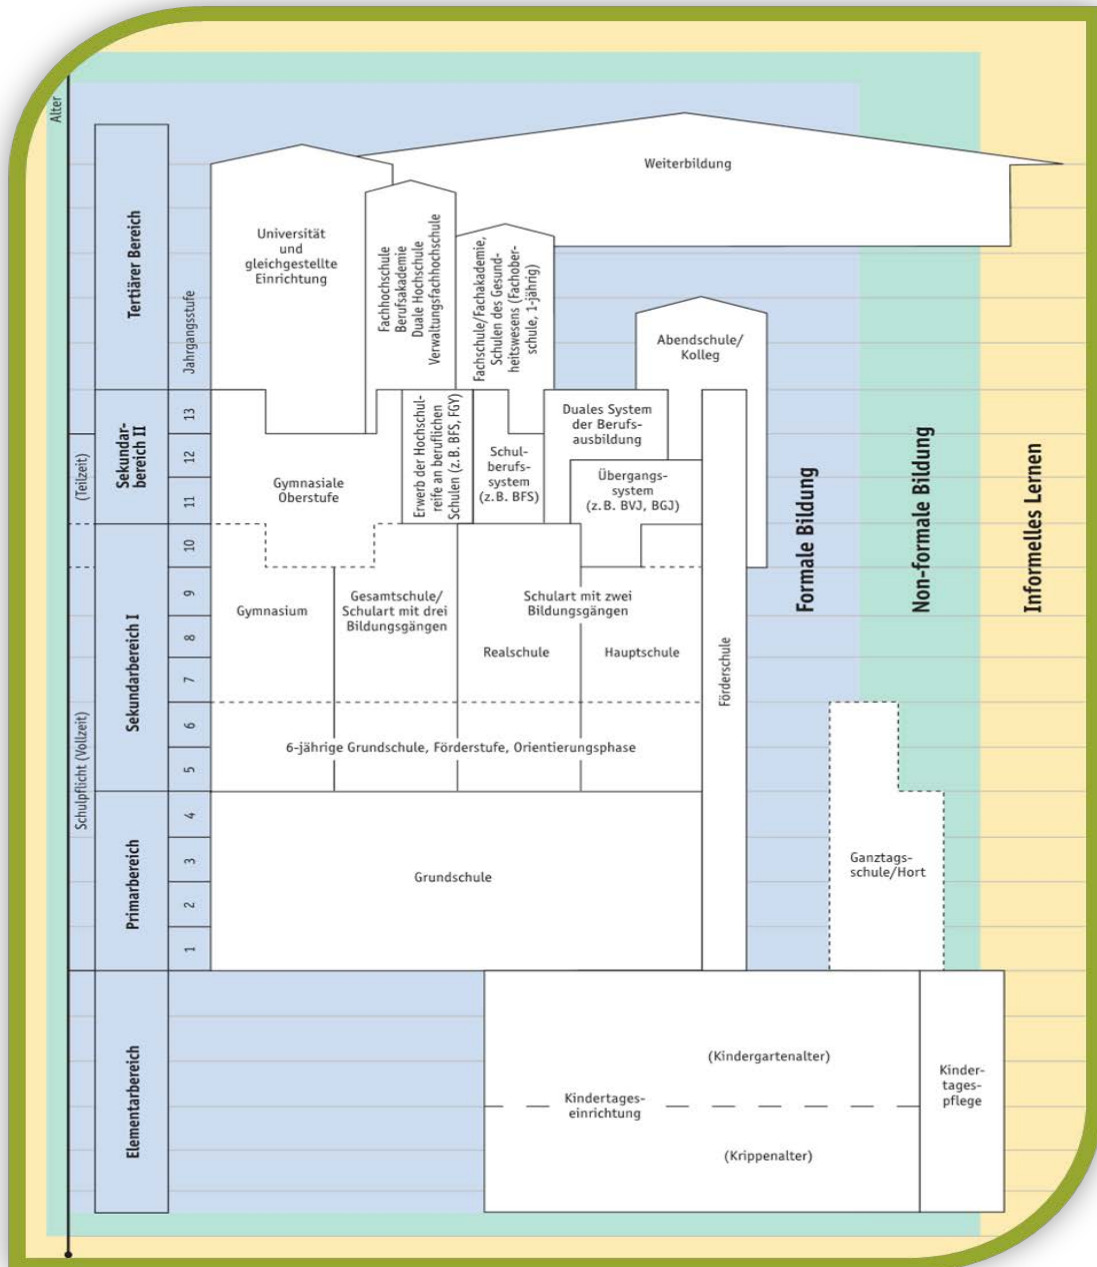 Alter
Weiterbildung
Tertiärer Bereich
Jahrgangsstufe
Universität
und
gleichgestellte
Einrichtung
Fachhochschule
Berufsakademie
Duale Hochschule
Verwaltungsfachhochschule
Fachschule/Fachakademie,
Schulen des Gesund-
heitswesens (Fachober-
schule, 1-jährig)
Abendschule/
Kolleg
(Teilzeit)
Sekundar-
bereich II
13
12
11
Gymnasiale
Oberstufe
Erwerb der Hochschul-
reife an beruflichen
Schulen (z.B. BFS, FGY)
Schul-
berufs-
system
(z.B. BFS)
Duales System
der Berufs-
ausbildung
Übergangs-
system
(z.B. BVJ, BGJ)
Formale Bildung
Non-formale Bildung
Informelles Lernen
Schulpflicht (Vollzeit)
Sekundarbereich I
10
9
8
7
6
5
Gymnasium
Gesamtschule/
Schulart mit drei
Bildungsgängen
Schulart mit zwei
Bildungsgängen
Realschule
Hauptschule
Förderschule
6-jährige Grundschule, Förderstufe, Orientierungsphase
Primarbereich
4
3
2
1
Grundschule
Ganztags-
schule/Hort
Elementarbereich
Kindertages-
einrichtung
(Kindergartenalter)
(Krippenalter)
Kinder-
tages-
pflege